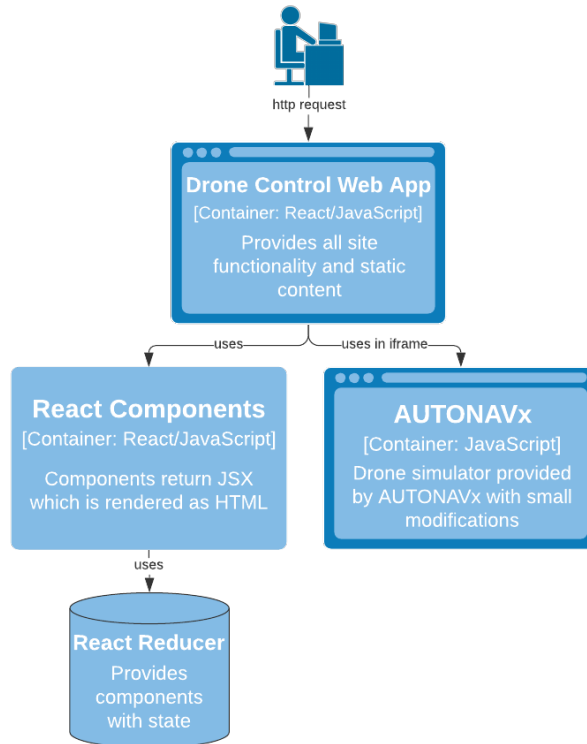 http request
Drone Control Web App
[Container: React/JavaScript]
Provides all site
functionality and static
content
uses
uses in iframe
React Components
[Container: React/JavaScript]
Components return JSX
which is rendered as HTML
AUTONAVx
[Container: JavaScript]
Drone simulator provided
by AUTONAVx with small
modifications
uses
React Reducer
Provides
components
with state